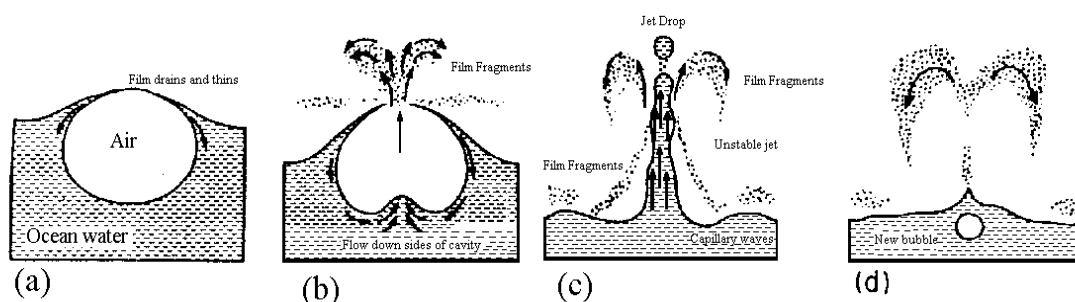 Film drains and thins
Air
Ocean water
(a)
Film Fragments
Flow down sides of cavity
(b)
Jet Drop
Film Fragments
Unstable jet
Film Fragments
Capillary waves
(c)
New bubble
(d)